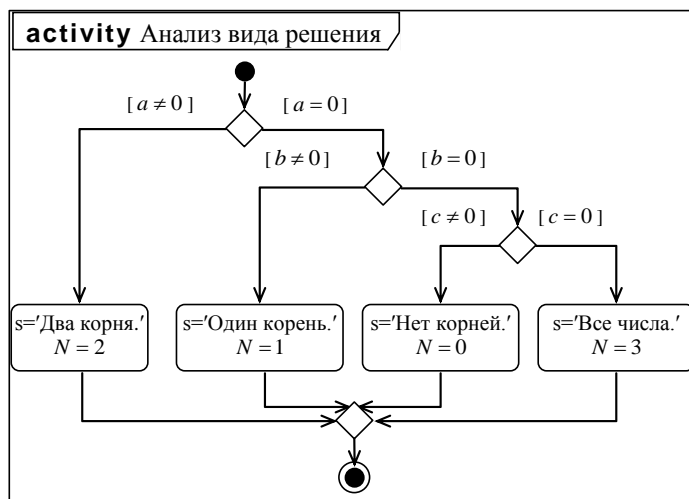 activity Анализ вида решения
[a ≠ 0] [a = 0]
[b ≠ 0] [b = 0]
[c ≠ 0] [c = 0]
s='Два корня.'
N = 2
s='Один корень.'
N = 1
s='Нет корней.'
N = 0
s='Все числа.'
N = 3